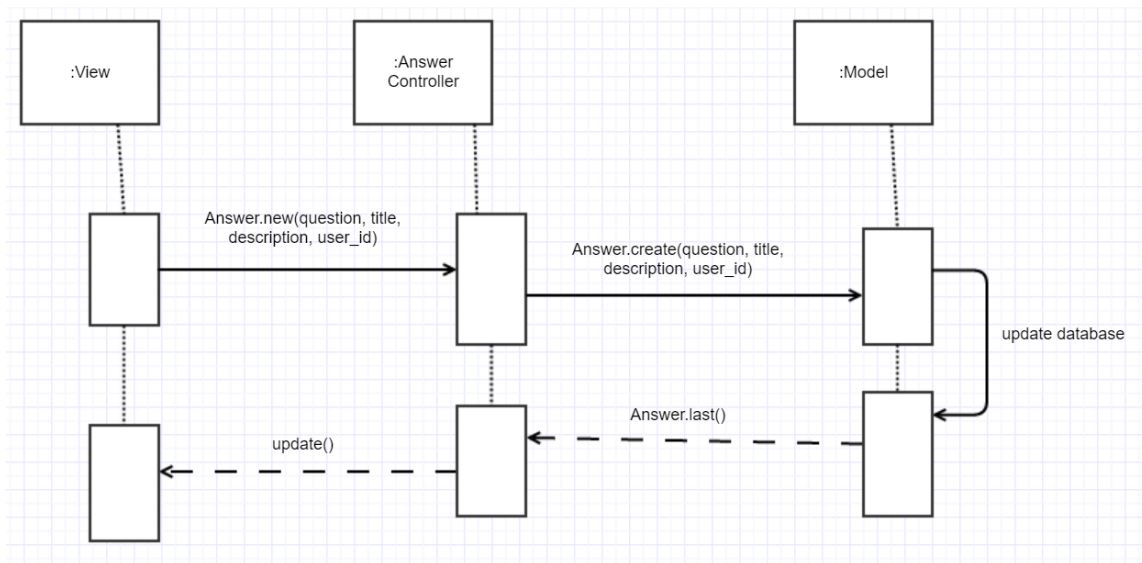 :View
:Answer
Controller
:Model
Answer.new(question, title,
description, user_id)
Answer.create(question, title,
description, user_id)
update database
Answer.last()
update()